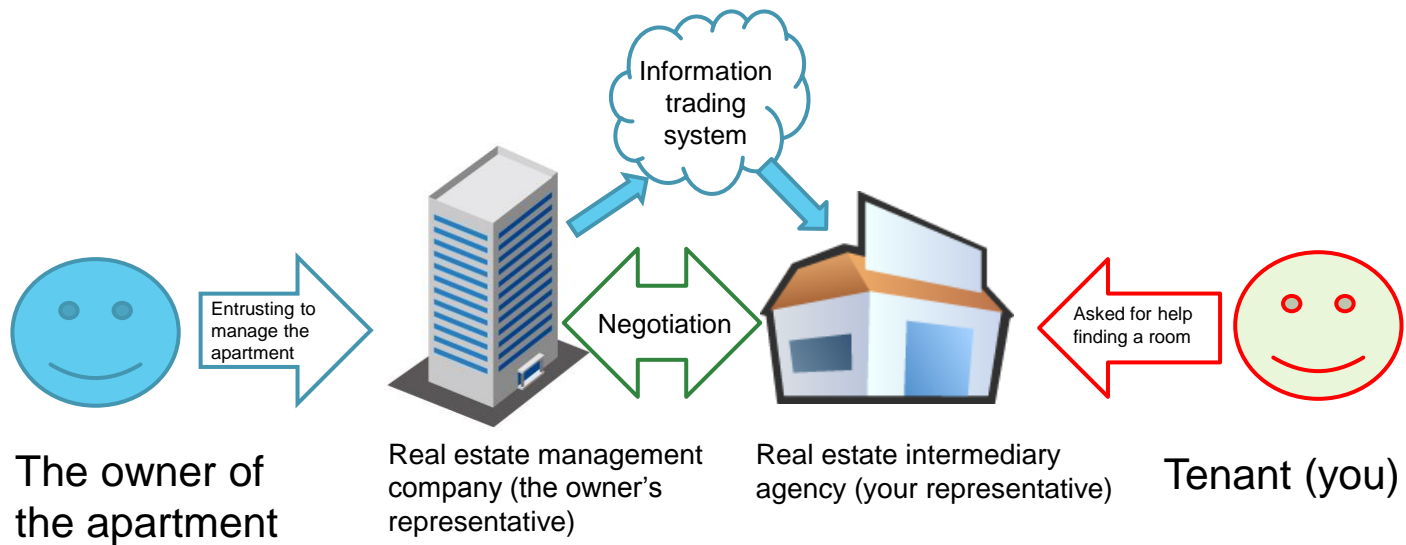 Information
trading
system
Entrusting to
manage the
apartment
Negotiation
Asked for help
finding a room
The owner of
the apartment
Real estate management
company (the owner's
representative)
Real estate intermediary
agency (your representative)
Tenant (you)